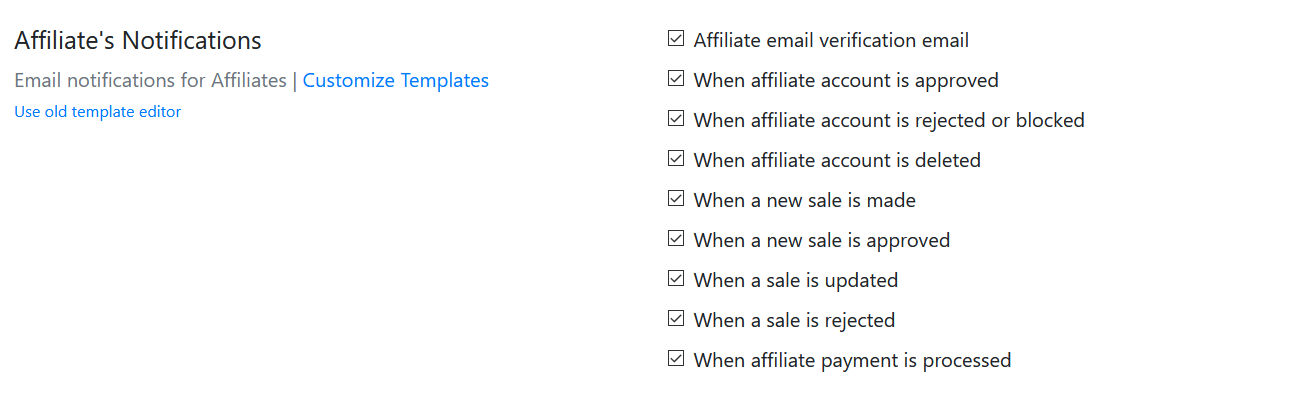 Affiliate's Notifications
Email notifications for Affiliates | Customize Templates
Use old template editor
Affiliate email verification email
When affiliate account is approved
When affiliate account is rejected or blocked
When affiliate account is deleted
When a new sale is made
When a new sale is approved
When a sale is updated
When a sale is rejected
When affiliate payment is processed